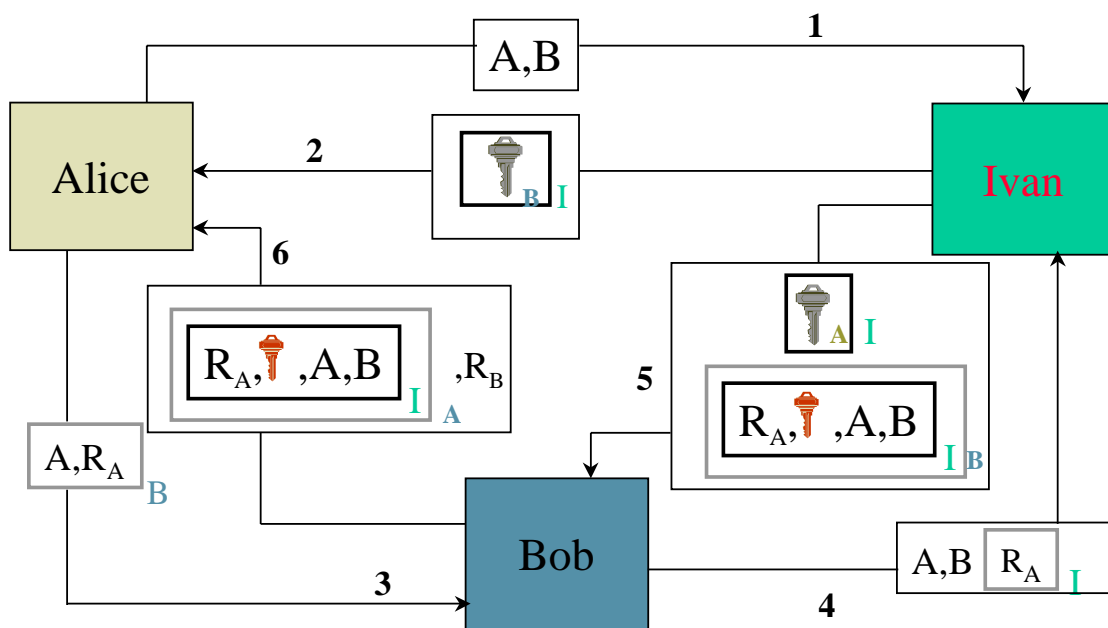 1
A,B
Alice
2
B I
Ivan
6
A I
R_A, ,A,B
I
A
,R_B
5
R_A, ,A,B
I B
A,R_A
B
Bob
3
4
A,B R_A I